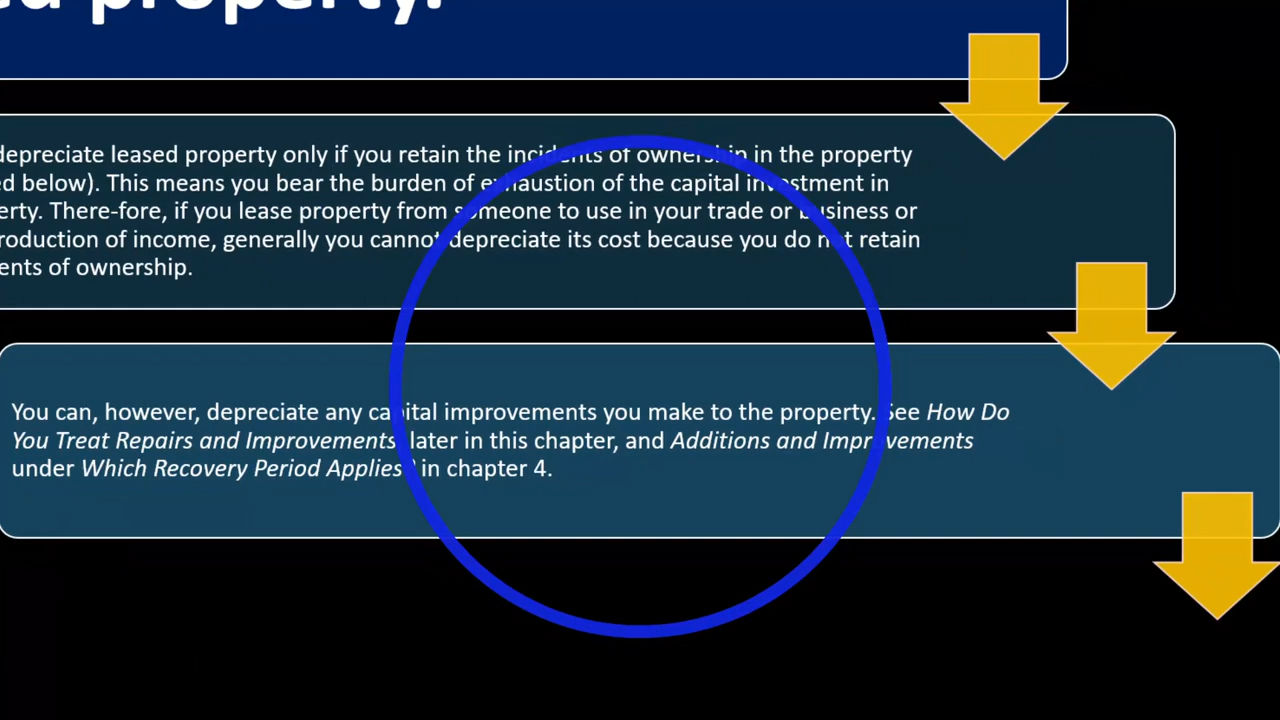 ed property.
depreciate leased property only if you retain the incidents of ownership in the property
ed below). This means you bear the burden of exhaustion of the capital investment in
erty. There-fore, if you lease property from someone to use in your trade or business or
roduction of income, generally you cannot depreciate its cost because you do not retain
ents of ownership.
You can, however, depreciate any capital improvements you make to the property. See How Do
You Treat Repairs and Improvements, later in this chapter, and Additions and Improvements
under Which Recovery Period Applies? in chapter 4.